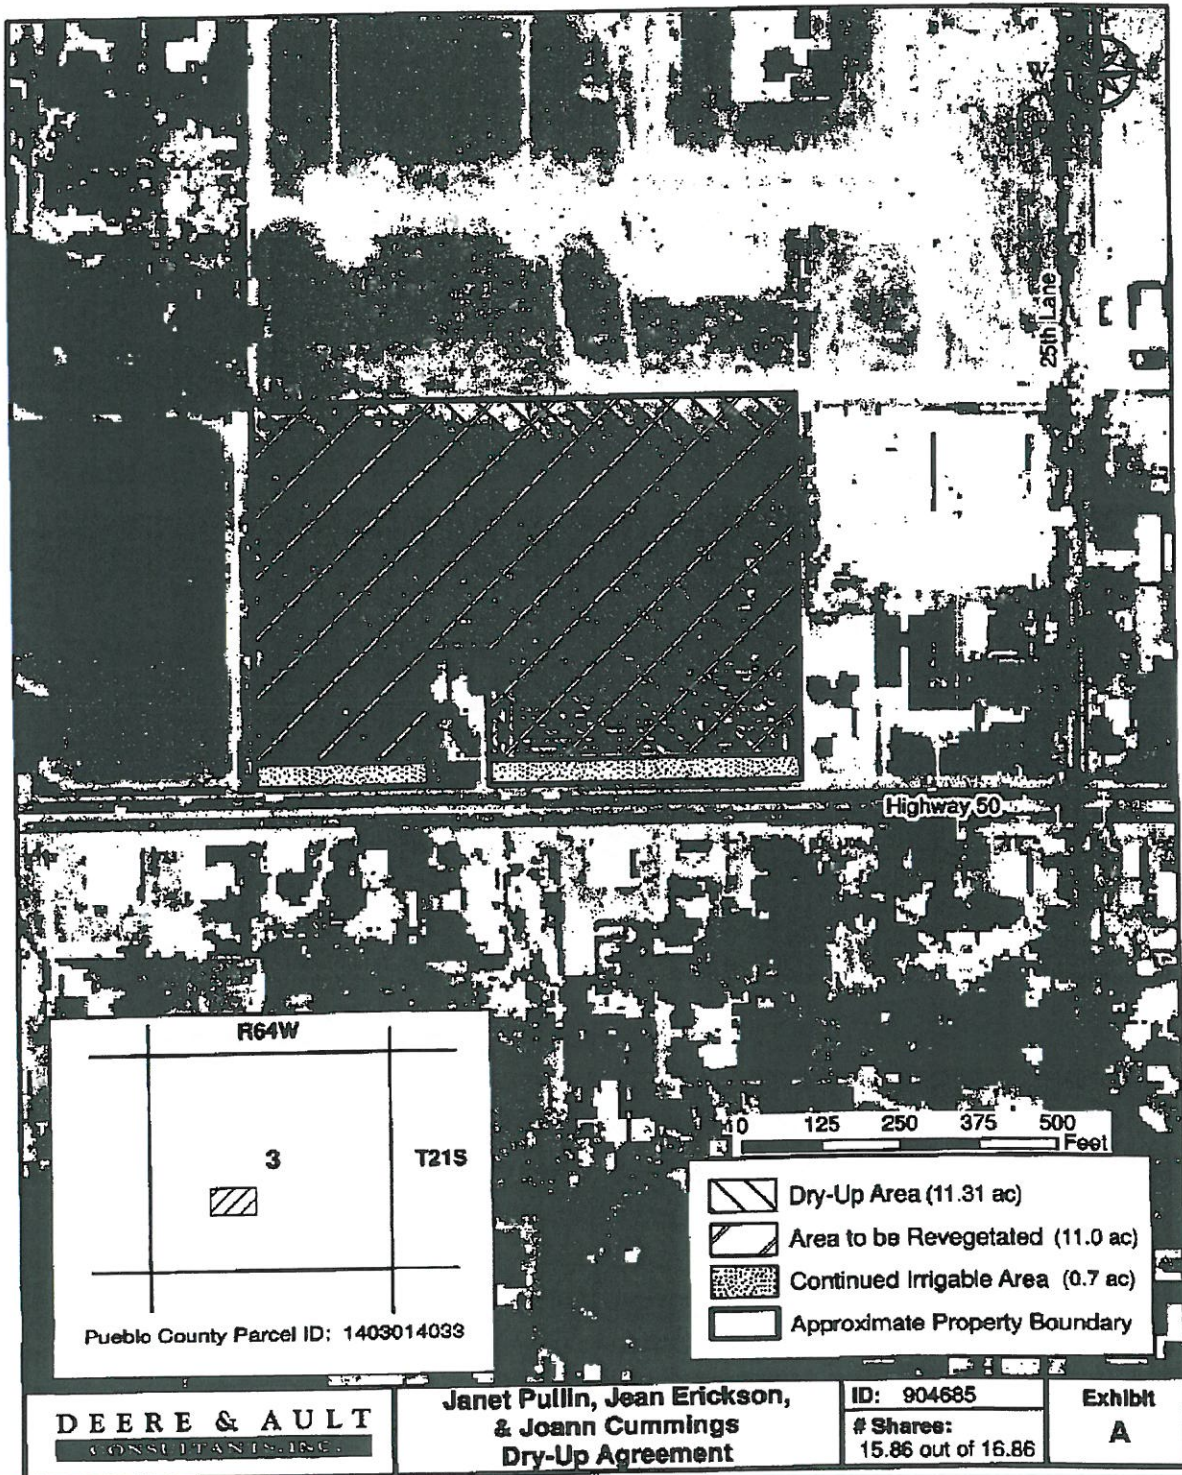 W
25th Lane
Highway 50
R64W
3
T21S
Pueblo County Parcel ID: 1403014033
0 125 250 375 500
Feet
Dry-Up Area (11.31 ac)
Area to be Revegetated (11.0 ac)
Continued Irrigable Area (0.7 ac)
Approximate Property Boundary
DEERE & AULT
CONSULTANTS, INC.
Janet Pullin, Jean Erickson,
& Joann Cummings
Dry-Up Agreement
ID: 904685
# Shares:
15.86 out of 16.86
Exhibit
A